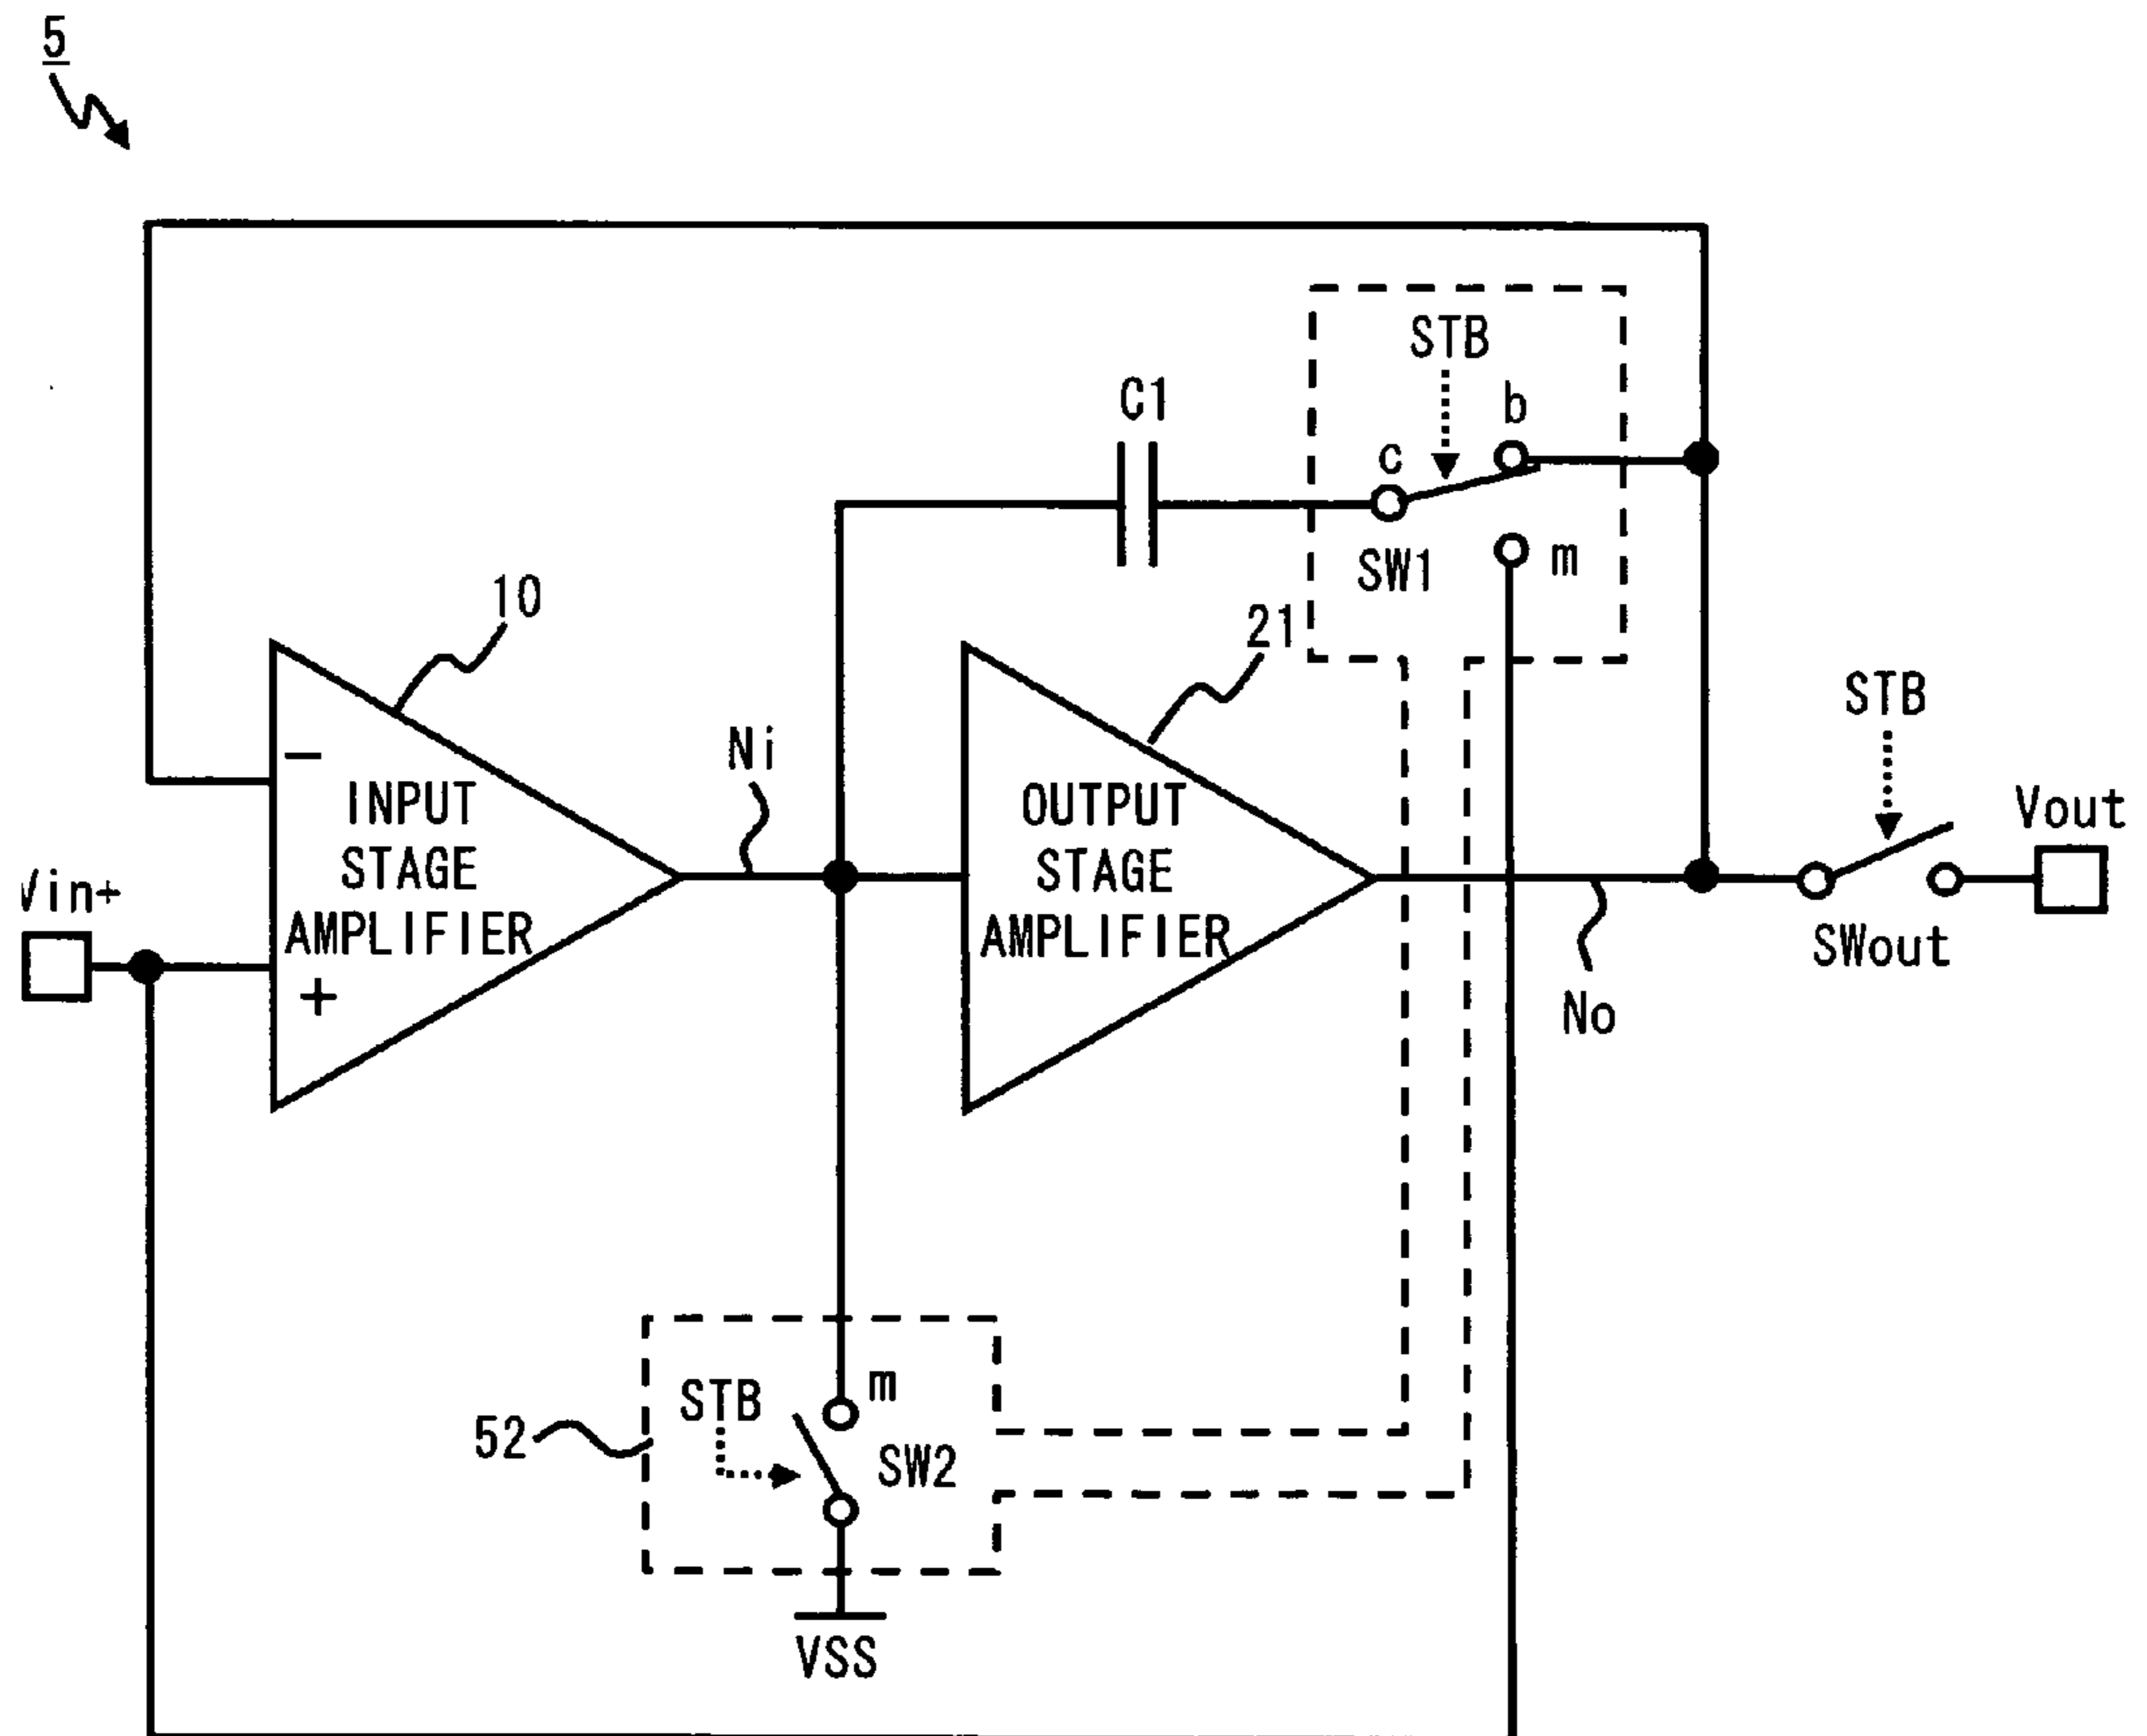 5
STB
C1
b
c
SW1
m
10
21
STB
Ni
Vout
INPUT
STAGE
AMPLIFIER
OUTPUT
STAGE
AMPLIFIER
Vin+
−
+
SWout
No
m
STB
52
SW2
VSS